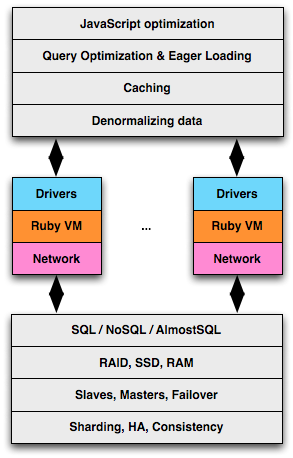 JavaScript optimization
Query Optimization & Eager Loading
Caching
Denormalizing data
Drivers
Ruby VM
Network
...
Drivers
Ruby VM
Network
SQL / NoSQL / AlmostSQL
RAID, SSD, RAM
Slaves, Masters, Failover
Sharding, HA, Consistency